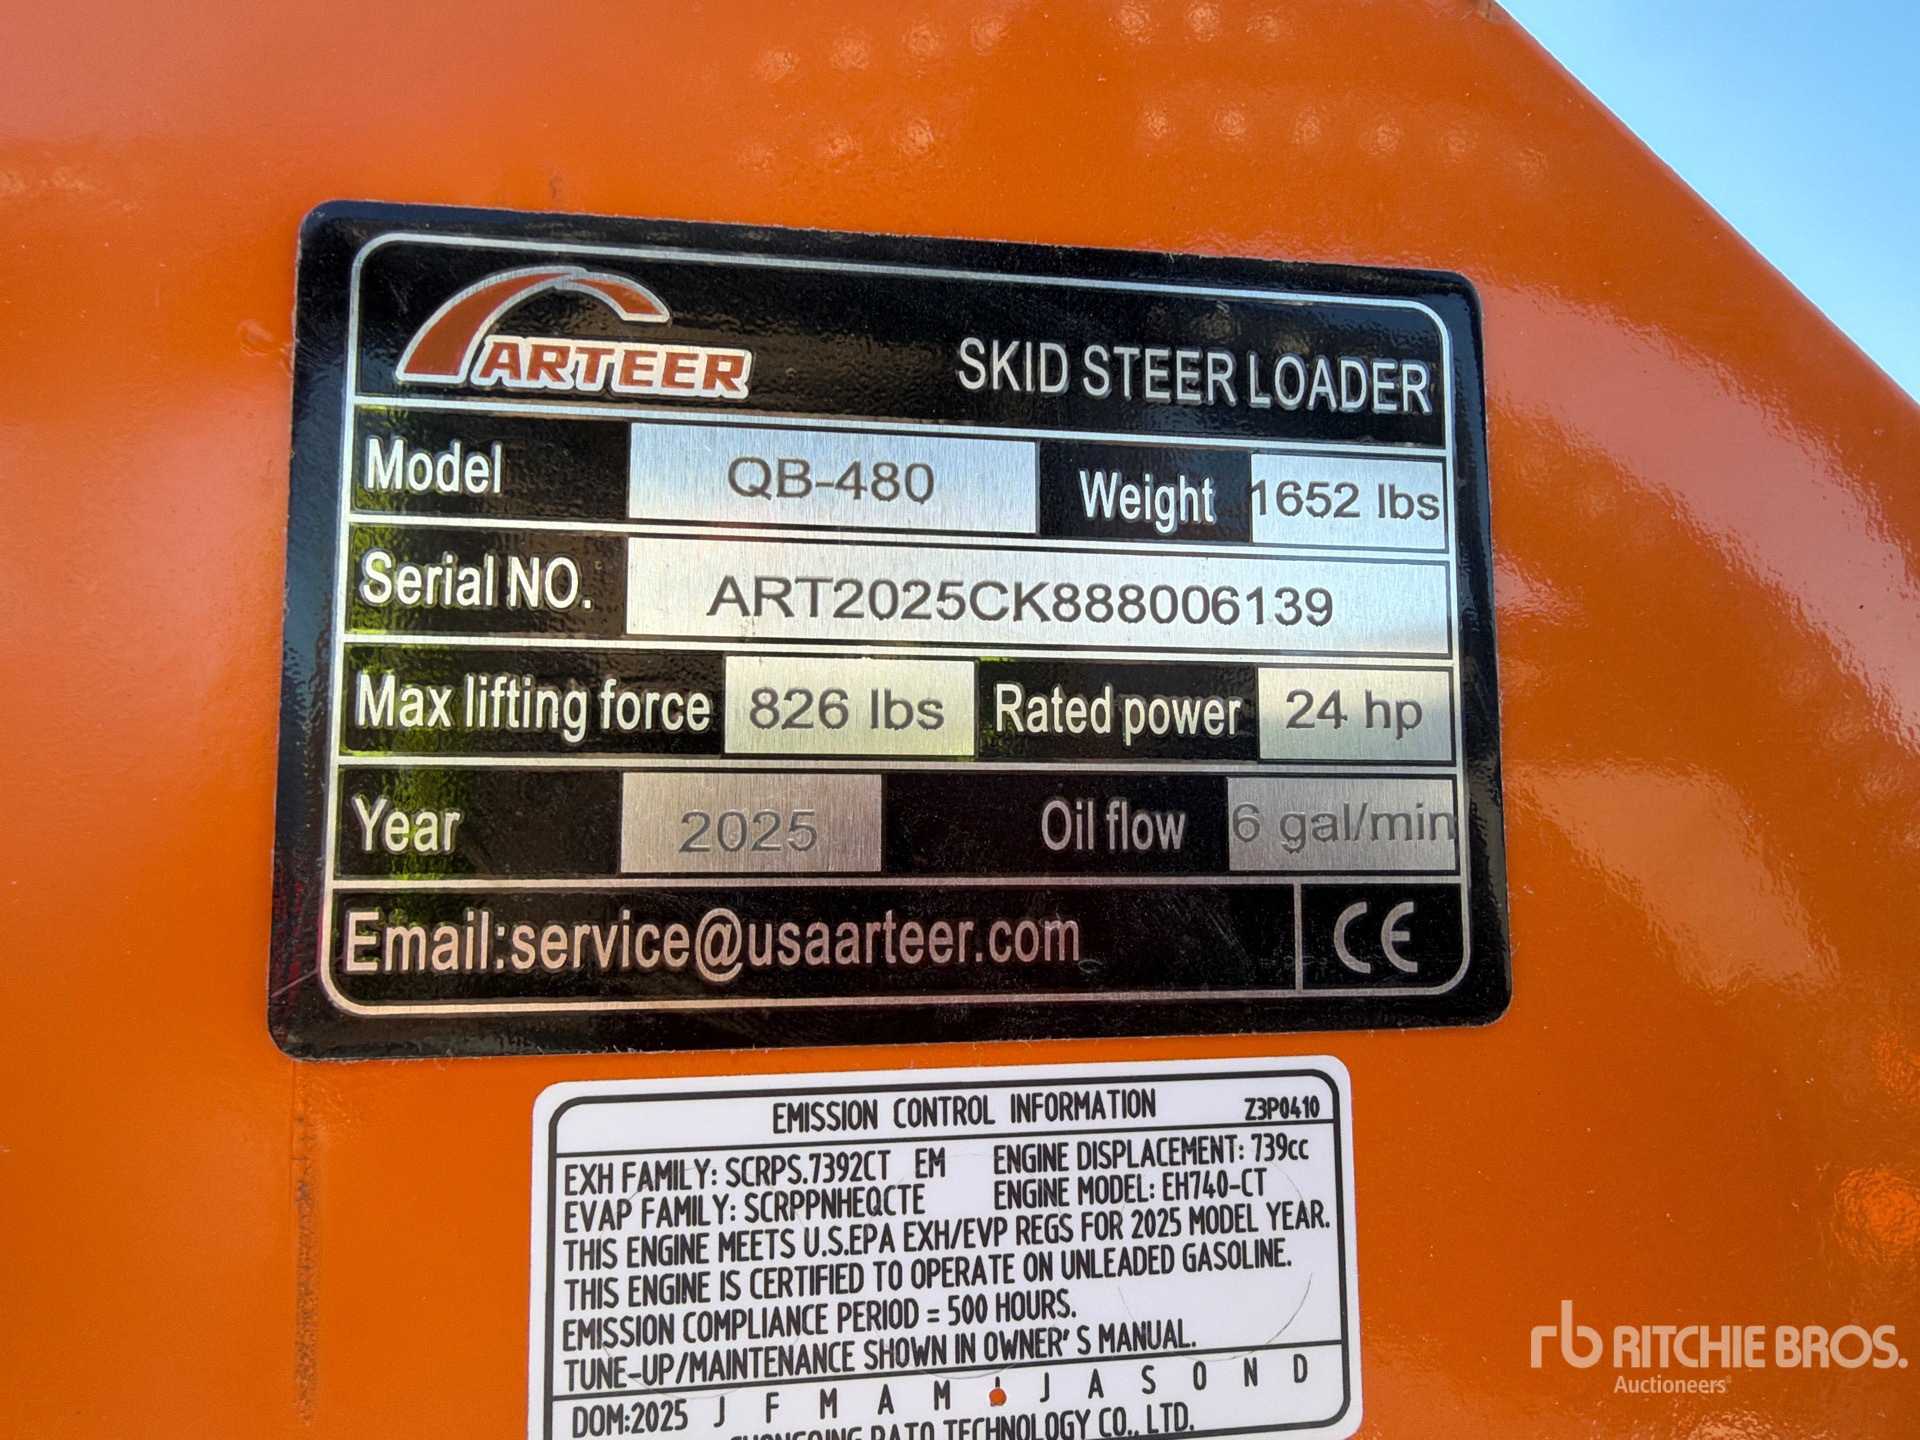 ARTEER SKID STEER LOADER
Model QB-480 Weight 1652 lbs
Serial NO. ART2025CK888006139
Max lifting force 826 lbs Rated power 24 hp
Year 2025 Oil flow 6 gal/min
Email:service@usaarteer.com CE
EMISSION CONTROL INFORMATION Z3P0410
EXH FAMILY: SCRPS.7392CT EM ENGINE DISPLACEMENT: 739cc
EVAP FAMILY: SCRPPNHEQCTE ENGINE MODEL: EH740-CT
THIS ENGINE MEETS U.S.EPA EXH/EVP REGS FOR 2025 MODEL YEAR.
THIS ENGINE IS CERTIFIED TO OPERATE ON UNLEADED GASOLINE.
EMISSION COMPLIANCE PERIOD = 500 HOURS.
TUNE-UP/MAINTENANCE SHOWN IN OWNER'S MANUAL.
DOM:2025 J F M A M J J A S O N D
CHONGQING RATO TECHNOLOGY CO., LTD.
rb RITCHIE BROS.
Auctioneers